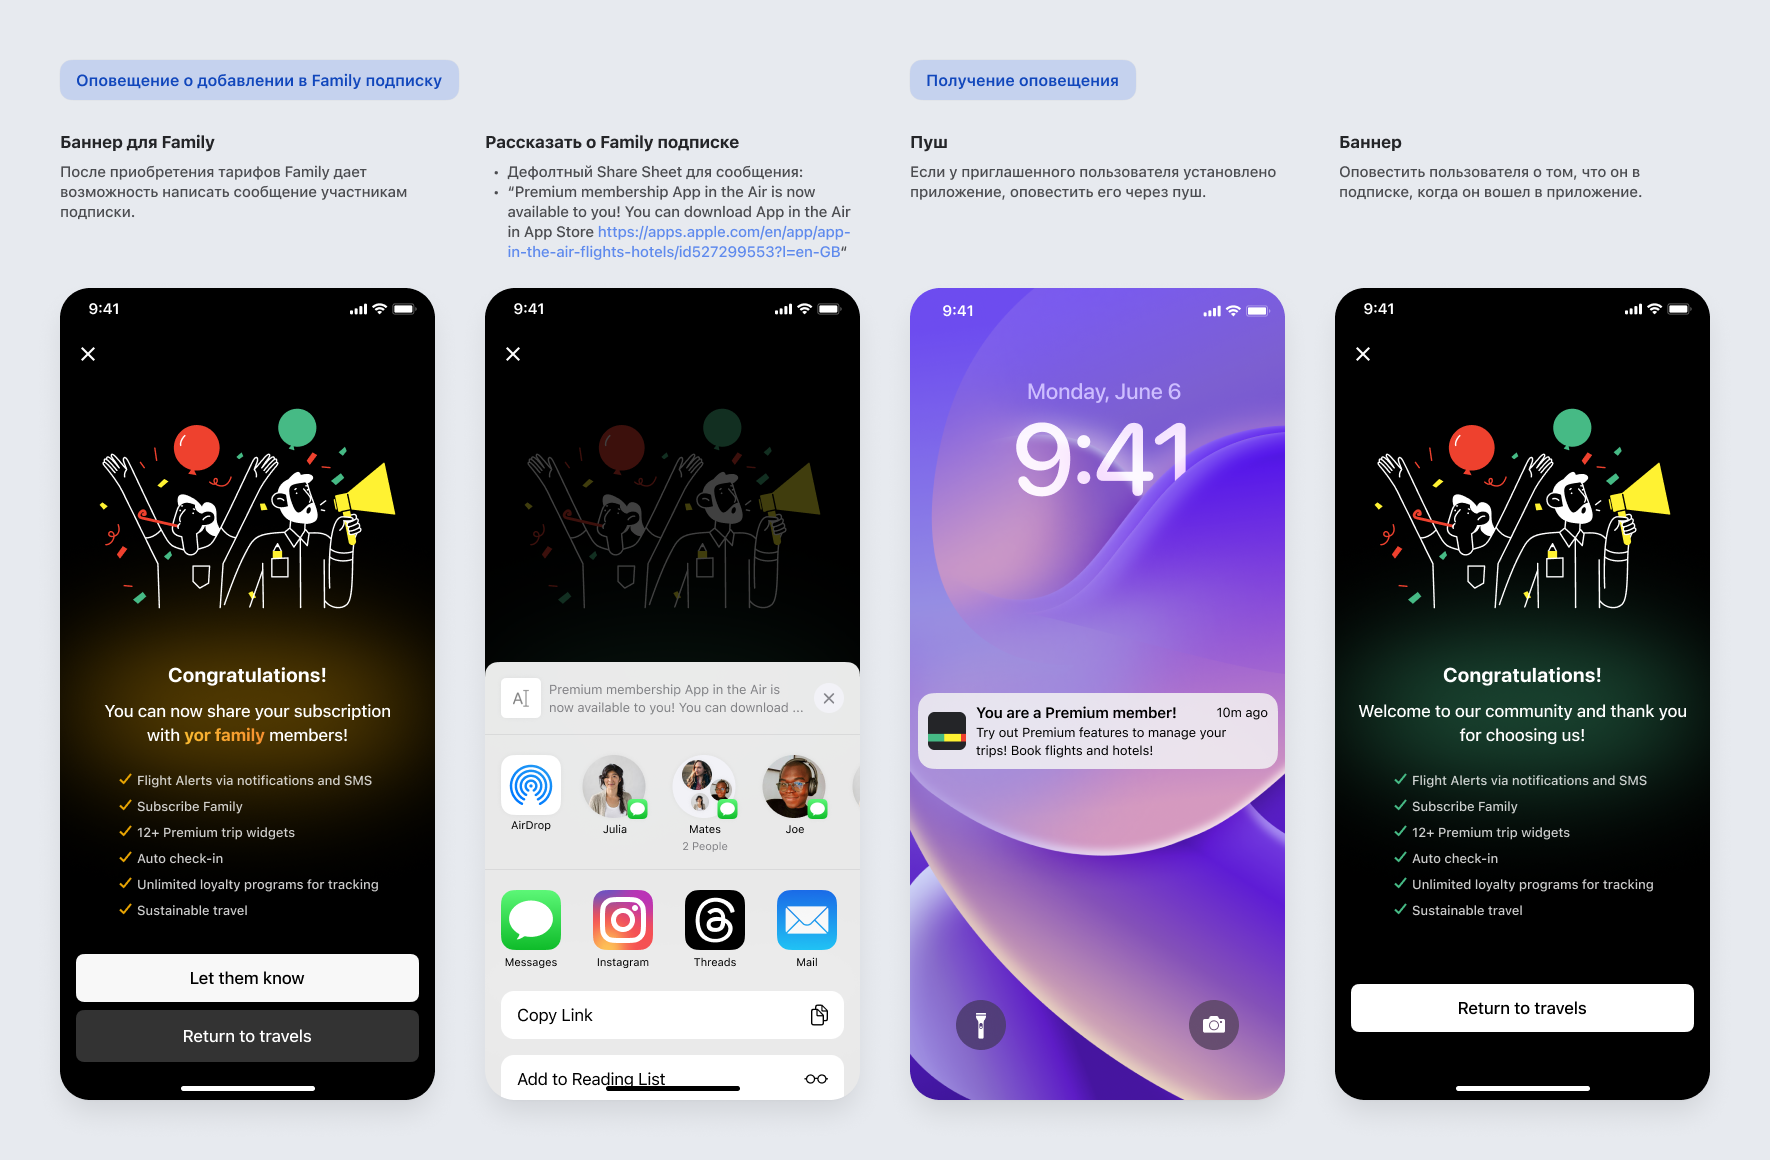 Оповещение о добавлении в Family подписку
Получение оповещения
Баннер для Family
После приобретения тарифов Family дает
возможность написать сообщение участникам
подписки.
Рассказать о Family подписке
• Дефолтный Share Sheet для сообщения:
• “Premium membership App in the Air is now
available to you! You can download App in the Air
in App Store https://apps.apple.com/en/app/app-
in-the-air-flights-hotels/id527299553?l=en-GB“
Пуш
Если у приглашенного пользователя установлено
приложение, оповестить его через пуш.
Баннер
Оповестить пользователя о том, что он в
подписке, когда он вошел в приложение.
9:41
Congratulations!
You can now share your subscription
with yor family members!
Flight Alerts via notifications and SMS
Subscribe Family
12+ Premium trip widgets
Auto check-in
Unlimited loyalty programs for tracking
Sustainable travel
Let them know
Return to travels
9:41
A
Premium membership App in the Air is
now available to you! You can download ...
AirDrop
Julia
Mates
2 People
Joe
Messages
Instagram
Threads
Mail
Copy Link
Add to Reading List
9:41
Monday, June 6
9:41
You are a Premium member!
10m ago
Try out Premium features to manage your
trips! Book flights and hotels!
9:41
Congratulations!
Welcome to our community and thank you
for choosing us!
Flight Alerts via notifications and SMS
Subscribe Family
12+ Premium trip widgets
Auto check-in
Unlimited loyalty programs for tracking
Sustainable travel
Return to travels